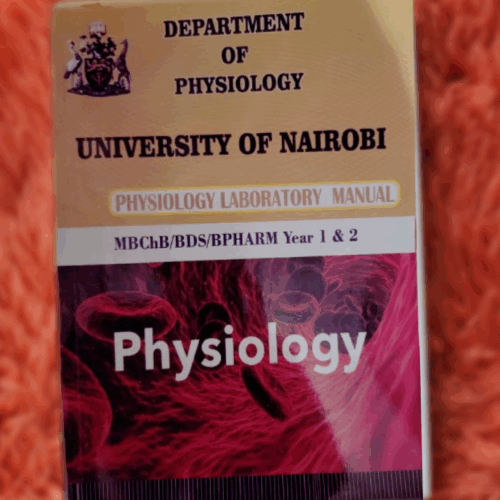 DEPARTMENT
OF
PHYSIOLOGY
UNIVERSITY OF NAIROBI
PHYSIOLOGY LABORATORY MANUAL
MBChB/BDS/BPHARM Year 1 & 2
Physiology